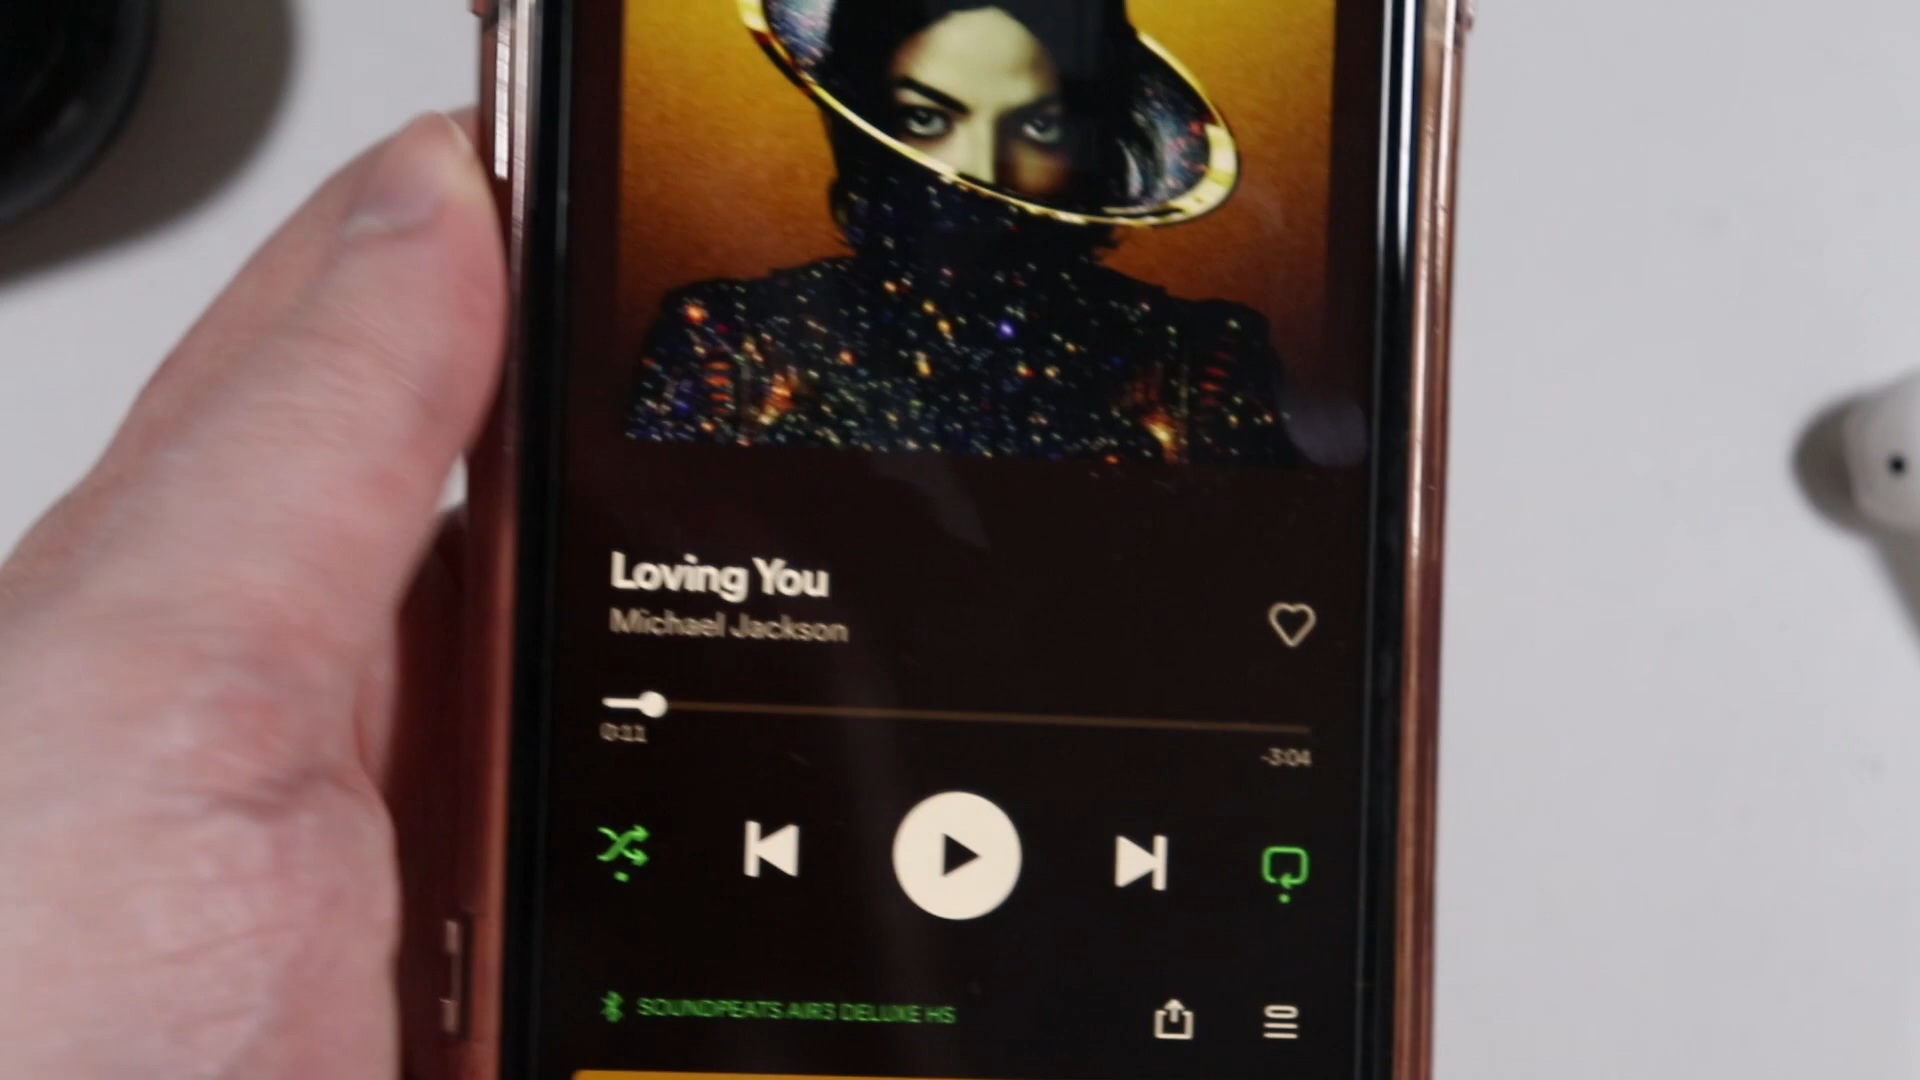 Loving You
Michael Jackson
0:11
-3:04
SOUNDPEATS AIR3 DELUXE HS